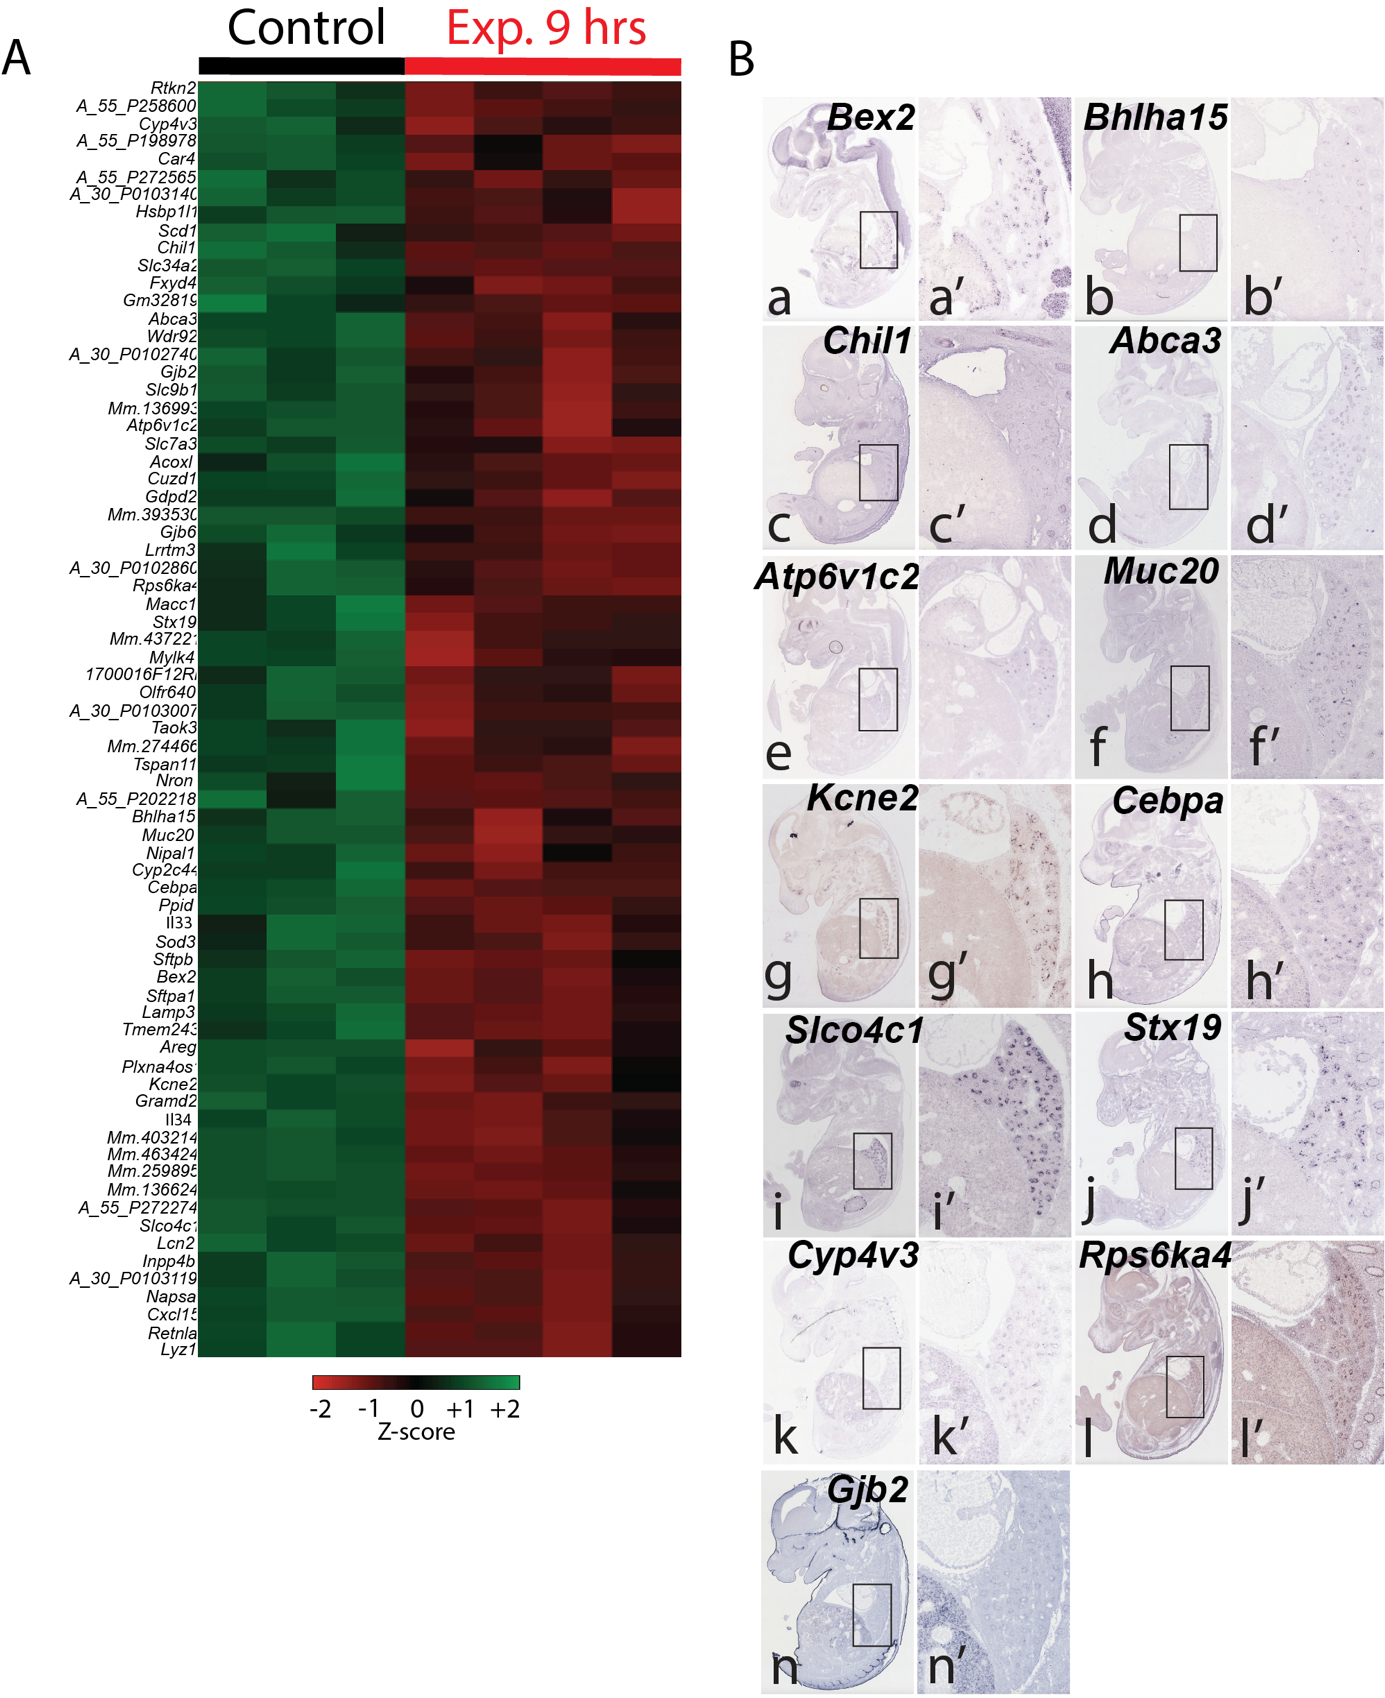 A
Control
Exp. 9 hrs
Rtkn2
A_55_P258600
Cyp4v3
A_55_P198978
Car4
A_55_P272565
A_30_P0103140
Hsbp1l1
Scd1
Chil1
Slc34a2
Fxyd4
Gm32819
Abca3
Wdr92
A_30_P0102740
Gjb2
Slc9b1
Mm.136993
Atp6v1c2
Slc7a3
Acoxl
Cuzd1
Gdpd2
Mm.393530
Gjb6
Lrrtm3
A_30_P0102860
Rps6ka4
Macc1
Stx19
Mm.437221
Mylk4
1700016F12Ri
Olfr640
A_30_P0103007
Taok3
Mm.274466
Tspan11
Nron
A_55_P202218
Bhlha15
Muc20
Nipal1
Cyp2c44
Cebpa
Ppid
Il33
Sod3
Sftpb
Bex2
Sftpa1
Lamp3
Tmem243
Areg
Plxna4os1
Kcne2
Gramd2
Il34
Mm.403214
Mm.463424
Mm.259895
Mm.136624
A_55_P272274
Slco4c1
Lcn2
Inpp4b
A_30_P0103119
Napsa
Cxcl15
Retnla
Lyz1
-2 -1 0 +1 +2
Z-score
B
Bex2 Bhlha15
a a′ b b′
Chil1 Abca3
c c′ d d′
Atp6v1c2 Muc20
e e′ f f′
Kcne2 Cebpa
g g′ h h′
Slco4c1 Stx19
i i′ j j′
Cyp4v3 Rps6ka4
k k′ l l′
Gjb2
n n′